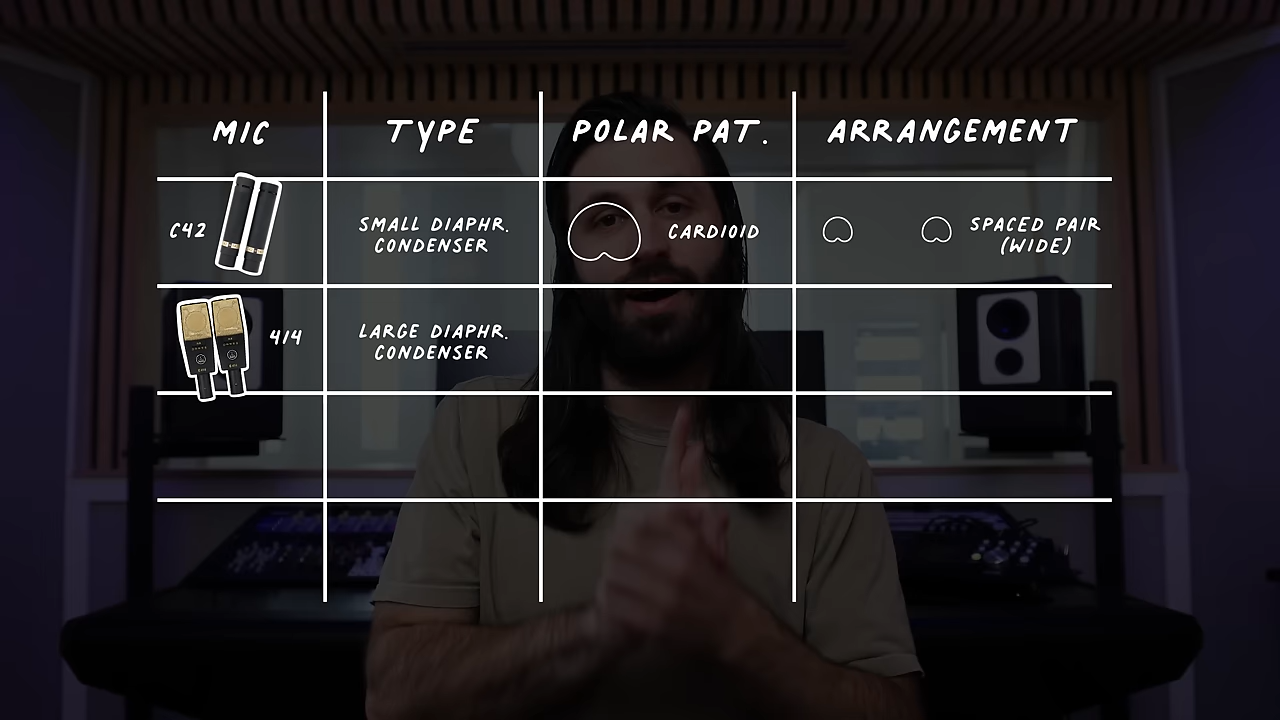 MIC TYPE POLAR PAT. ARRANGEMENT
C42 SMALL DIAPHR. CONDENSER CARDIOID SPACED PAIR (WIDE)
414 LARGE DIAPHR. CONDENSER